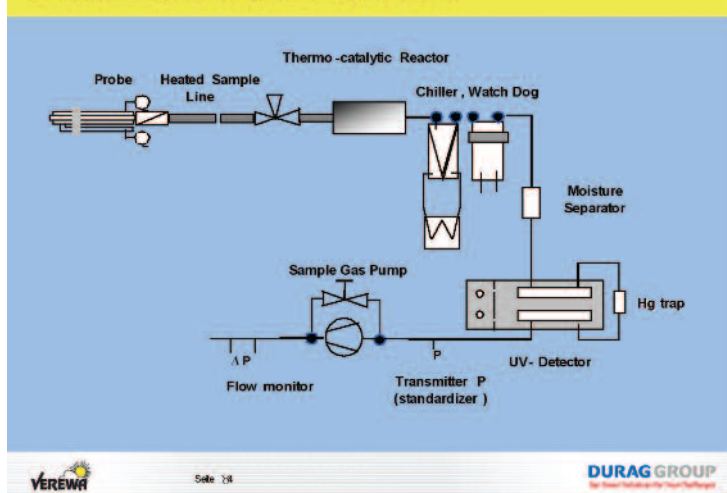 Thermo-catalytic Reactor
Probe
Heated Sample
Line
Chiller, Watch Dog
Moisture
Separator
Sample Gas Pump
Hg trap
Δ P
P
UV-Detector
Flow monitor
Transmitter P
(standardizer)
VEREWA
Seite
DURAG GROUP